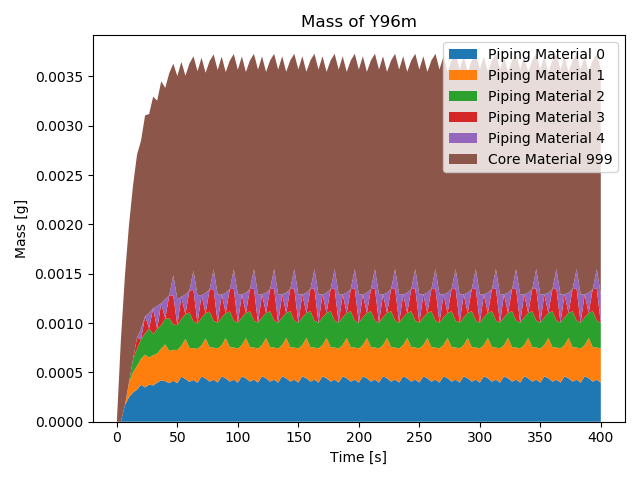 Mass of Y96m
Piping Material 0
Piping Material 1
Piping Material 2
Piping Material 3
Piping Material 4
Core Material 999
Mass [g]
0.0035
0.0030
0.0025
0.0020
0.0015
0.0010
0.0005
0.0000
0 50 100 150 200 250 300 350 400
Time [s]